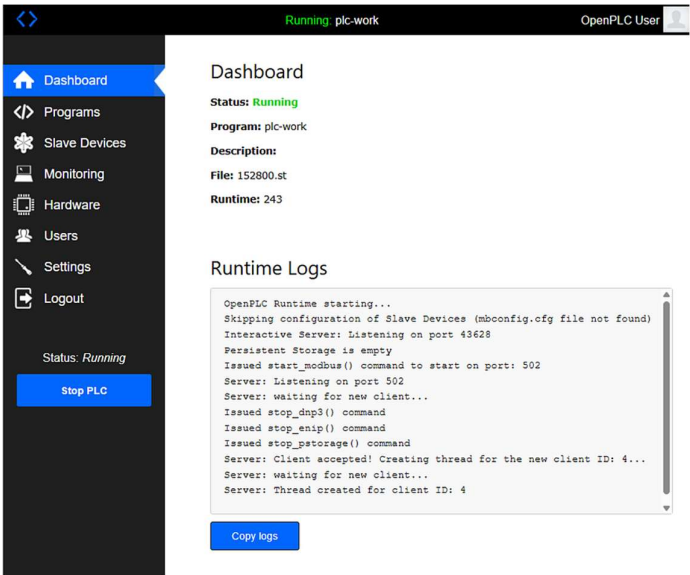 Running: plc-work
OpenPLC User
Dashboard
Programs
Slave Devices
Monitoring
Hardware
Users
Settings
Logout
Status: Running
Stop PLC
Dashboard
Status: Running
Program: plc-work
Description:
File: 152800.st
Runtime: 243
Runtime Logs
OpenPLC Runtime starting...
Skipping configuration of Slave Devices (mbconfig.cfg file not found)
Interactive Server: Listening on port 43628
Persistent Storage is empty
Issued start_modbus() command to start on port: 502
Server: Listening on port 502
Server: waiting for new client...
Issued stop_dnp3() command
Issued stop_enip() command
Issued stop_pstorage() command
Server: Client accepted! Creating thread for the new client ID: 4...
Server: waiting for new client...
Server: Thread created for client ID: 4
Copy logs